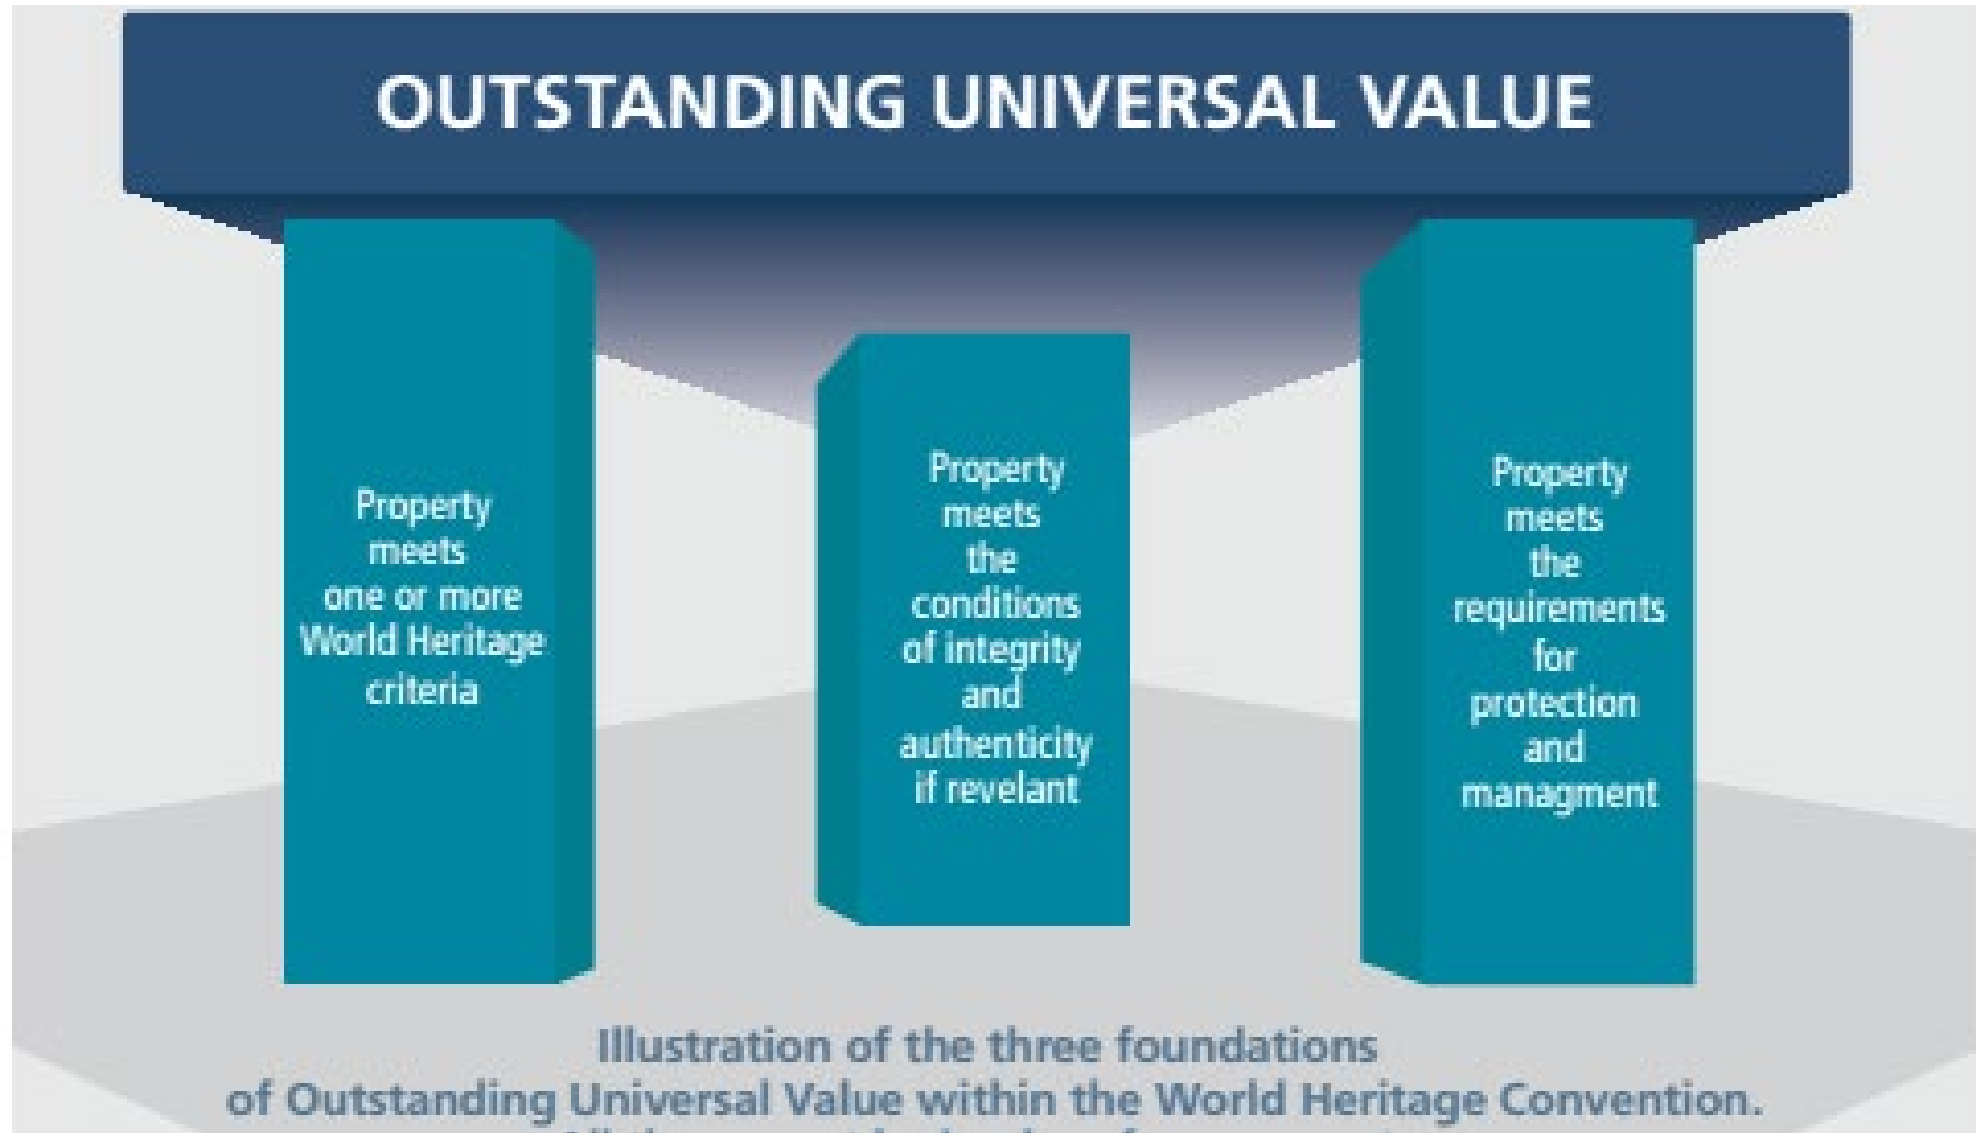 OUTSTANDING UNIVERSAL VALUE
Property
meets
one or more
World Heritage
criteria
Property
meets
the
conditions
of integrity
and
authenticity
if revelant
Property
meets
the
requirements
for
protection
and
managment
Illustration of the three foundations
of Outstanding Universal Value within the World Heritage Convention.